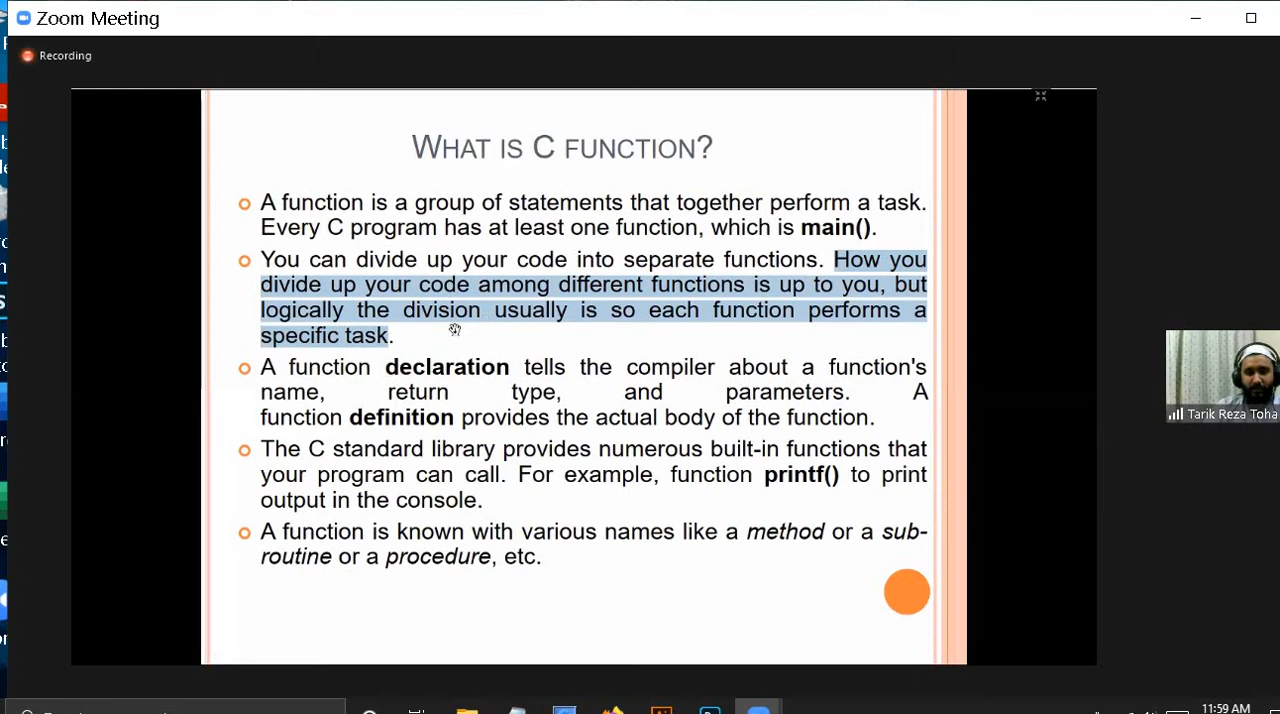 Zoom Meeting
Recording
WHAT IS C FUNCTION?
A function is a group of statements that together perform a task.
Every C program has at least one function, which is main().
You can divide up your code into separate functions. How you
divide up your code among different functions is up to you, but
logically the division usually is so each function performs a
specific task.
A function declaration tells the compiler about a function's
name, return type, and parameters. A
function definition provides the actual body of the function.
The C standard library provides numerous built-in functions that
your program can call. For example, function printf() to print
output in the console.
A function is known with various names like a method or a sub-
routine or a procedure, etc.
Tarik Reza Toha
11:59 AM